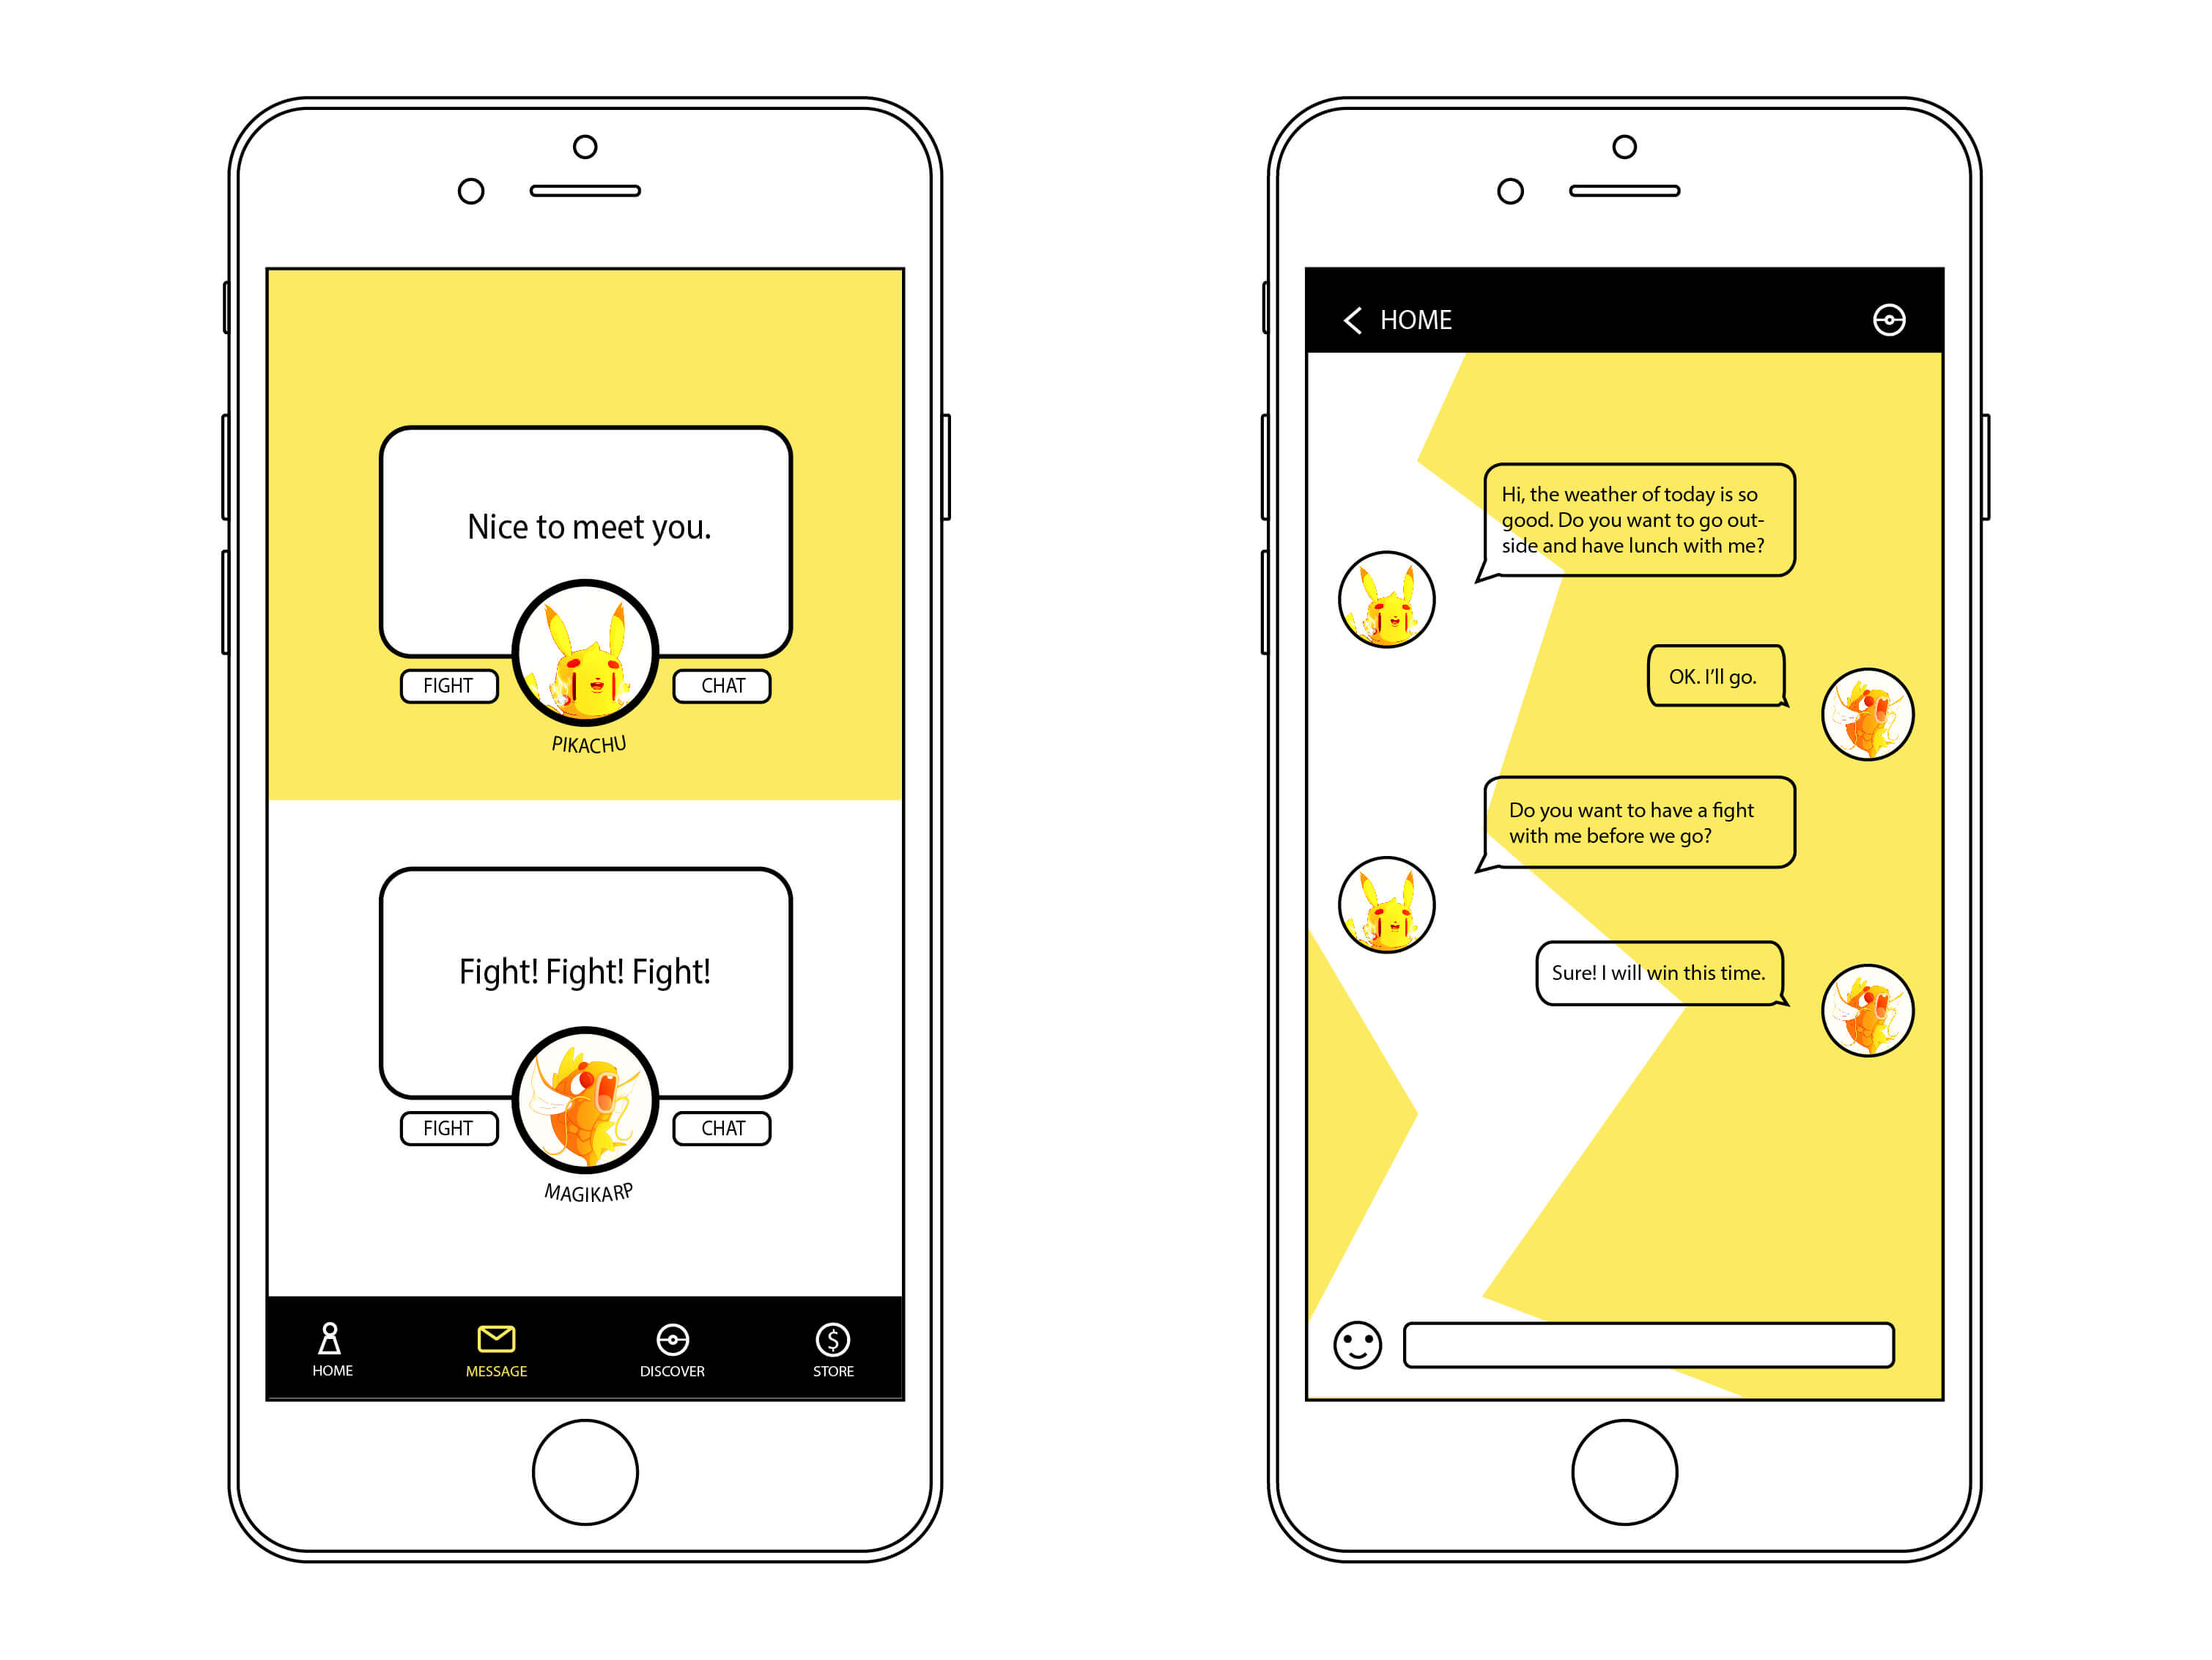 Nice to meet you.
FIGHT
CHAT
PIKACHU
Fight! Fight! Fight!
FIGHT
CHAT
MAGIKARP
HOME
MESSAGE
DISCOVER
$
STORE
HOME
Hi, the weather of today is so
good. Do you want to go out-
side and have lunch with me?
OK. I’ll go.
Do you want to have a fight
with me before we go?
Sure! I will win this time.